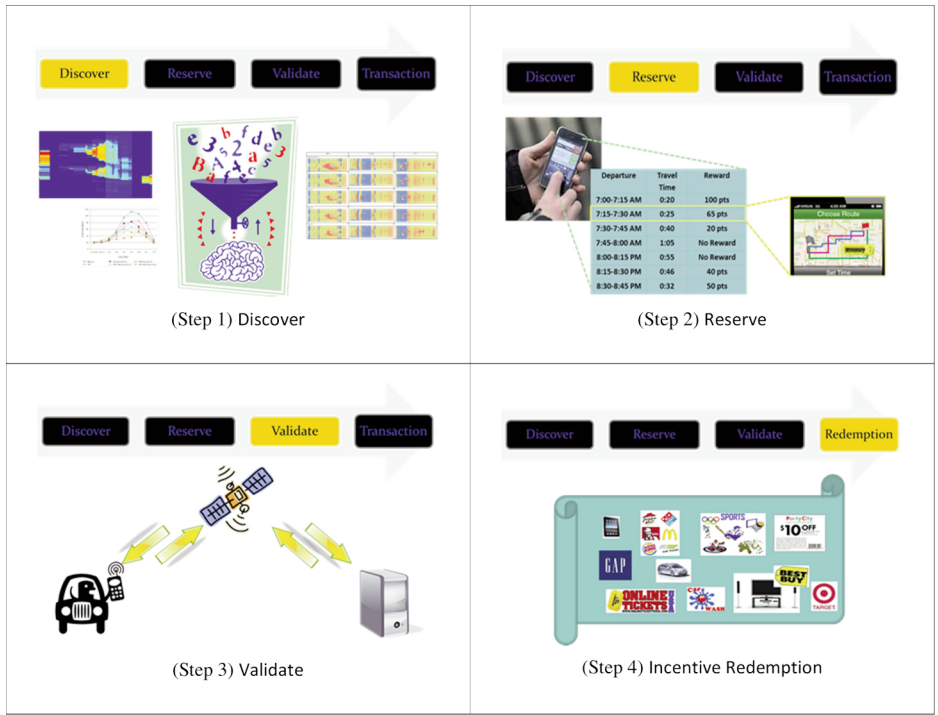 Discover Reserve Validate Transaction
(Step 1) Discover
Discover Reserve Validate Transaction
Departure Travel Time Reward
7:00-7:15 AM 0:20 100 pts
7:15-7:30 AM 0:25 65 pts
7:30-7:45 AM 0:40 20 pts
7:45-8:00 AM 1:05 No Reward
8:00-8:15 PM 0:55 No Reward
8:15-8:30 PM 0:46 40 pts
8:30-8:45 PM 0:32 50 pts
Choose Route
Set Time
(Step 2) Reserve
Discover Reserve Validate Transaction
(Step 3) Validate
Discover Reserve Validate Redemption
SPORTS
PartyCity
$10 OFF
GAP
BEST BUY
ONLINE TICKETS
CAR WASH
TARGET
(Step 4) Incentive Redemption